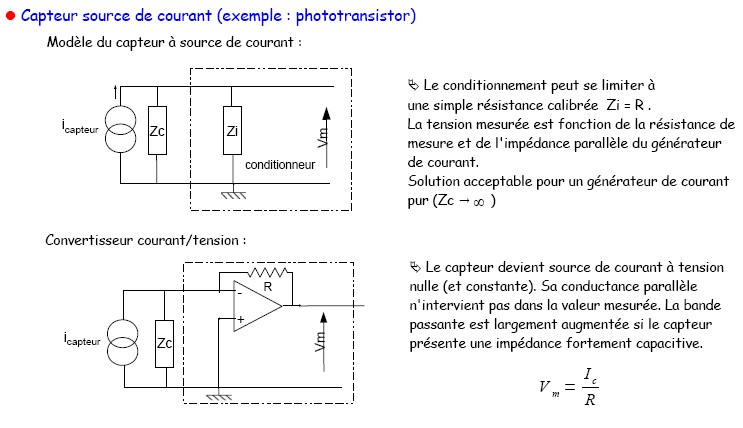 Capteur source de courant (exemple : phototransistor)
Modèle du capteur à source de courant :
i capteur
Zc
Zi
Vm
conditionneur
Le conditionnement peut se limiter à
une simple résistance calibrée Zi = R .
La tension mesurée est fonction de la résistance de
mesure et de l'impédance parallèle du générateur
de courant.
Solution acceptable pour un générateur de courant
pur (Zc → ∞ )
Convertisseur courant/tension :
i capteur
Zc
R
-
+
Vm
Le capteur devient source de courant à tension
nulle (et constante). Sa conductance parallèle
n'intervient pas dans la valeur mesurée. La bande
passante est largement augmentée si le capteur
présente une impédance fortement capacitive.
V m = I c / R